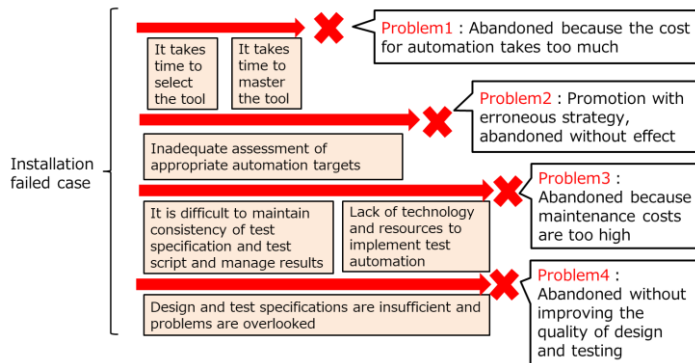 Problem1 : Abandoned because the cost
for automation takes too much
It takes
time to
select
the tool
It takes
time to
master
the tool
Problem2 : Promotion with
erroneous strategy,
abandoned without effect
Inadequate assessment of
appropriate automation targets
Installation
failed case
Problem3 :
Abandoned because
maintenance costs
are too high
It is difficult to maintain
consistency of test
specification and test
script and manage results
Lack of technology
and resources to
implement test
automation
Problem4 :
Abandoned without
improving the
quality of design
and testing
Design and test specifications are insufficient and
problems are overlooked